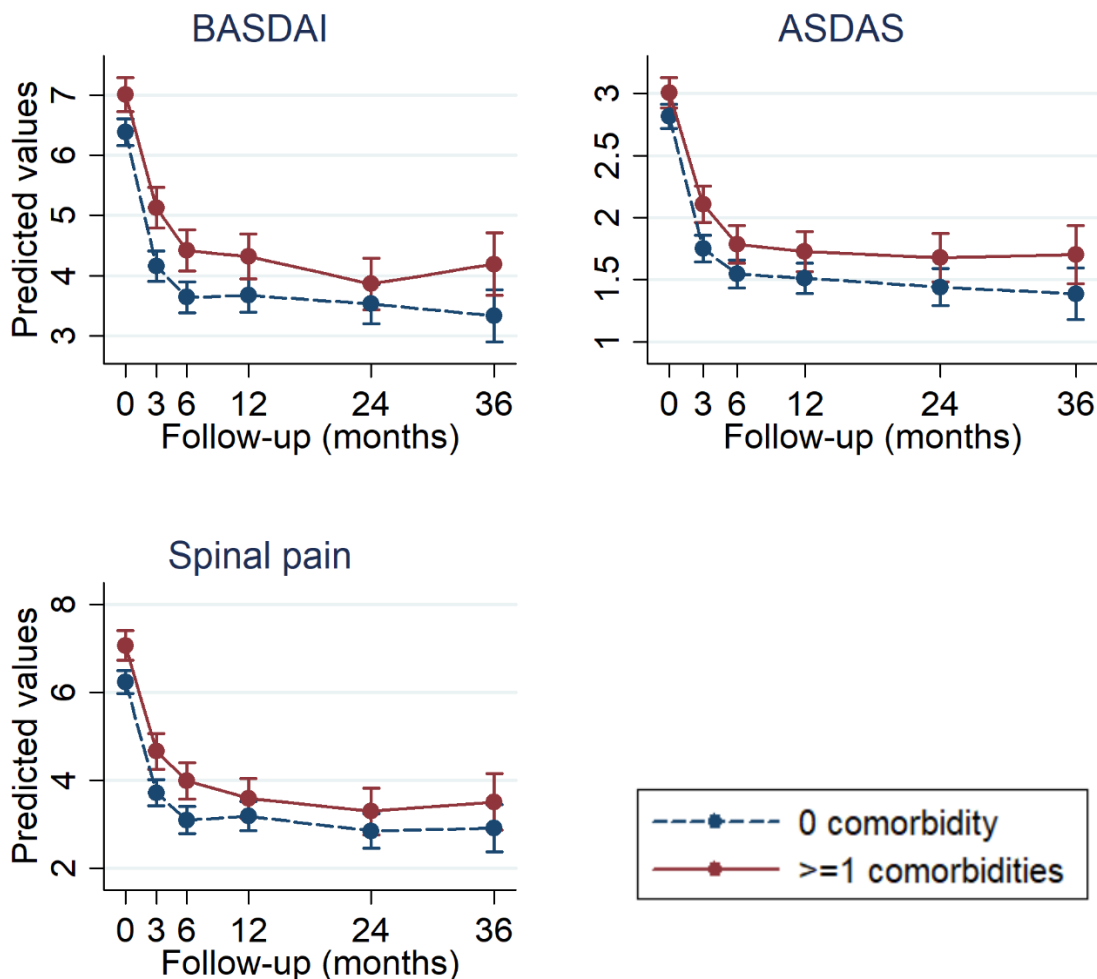 BASDAI
Predicted values
7
6
5
4
3
0 3 6 12 24 36
Follow-up (months)
ASDAS
3
2.5
2
1.5
1
0 3 6 12 24 36
Follow-up (months)
Spinal pain
Predicted values
8
6
4
2
0 3 6 12 24 36
Follow-up (months)
0 comorbidity
>=1 comorbidities